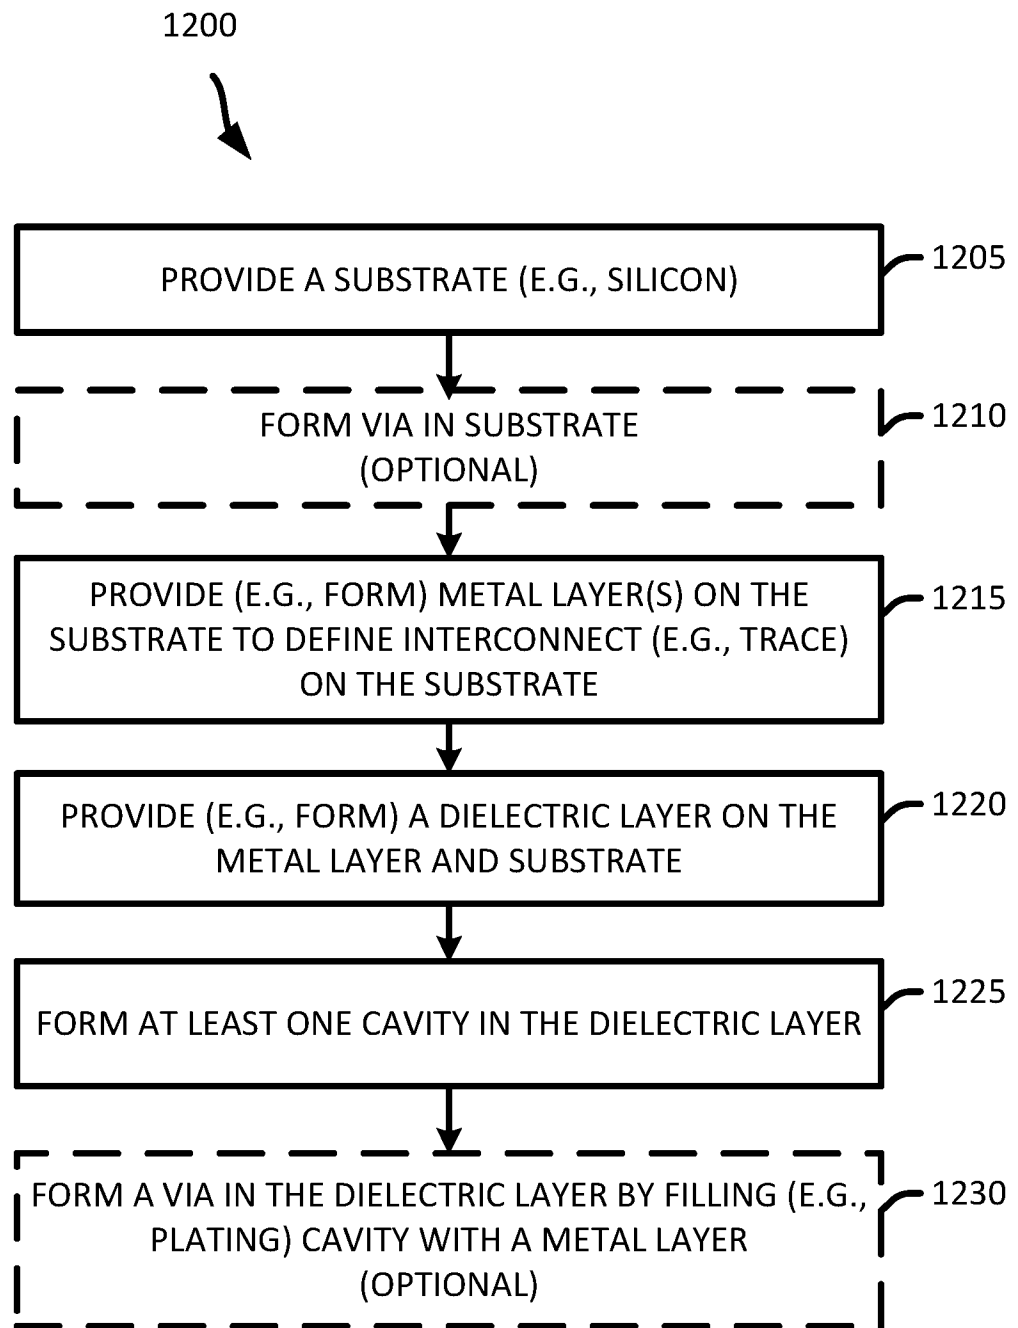 1200
PROVIDE A SUBSTRATE (E.G., SILICON)
1205
FORM VIA IN SUBSTRATE
(OPTIONAL)
1210
PROVIDE (E.G., FORM) METAL LAYER(S) ON THE
SUBSTRATE TO DEFINE INTERCONNECT (E.G., TRACE)
ON THE SUBSTRATE
1215
PROVIDE (E.G., FORM) A DIELECTRIC LAYER ON THE
METAL LAYER AND SUBSTRATE
1220
FORM AT LEAST ONE CAVITY IN THE DIELECTRIC LAYER
1225
FORM A VIA IN THE DIELECTRIC LAYER BY FILLING (E.G.,
PLATING) CAVITY WITH A METAL LAYER
(OPTIONAL)
1230